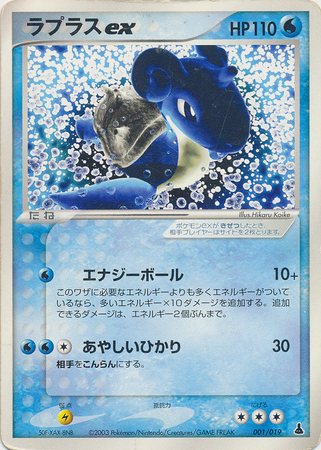 ラプラスex HP110
たね
Illus. Hikaru Koike
ポケモンexがきぜつしたとき、
相手プレイヤーはサイドを2枚とります。
エナジーボール 10+
このワザに必要なエネルギーよりも多くエネルギーがついて
いるなら、多いエネルギー×10ダメージを追加する。追加
できるダメージは、エネルギー2個ぶんまで。
あやしいひかり 30
相手をこんらんにする。
弱点 抵抗力 にげる
©2003 Pokémon/Nintendo/Creatures/GAME FREAK
001/019